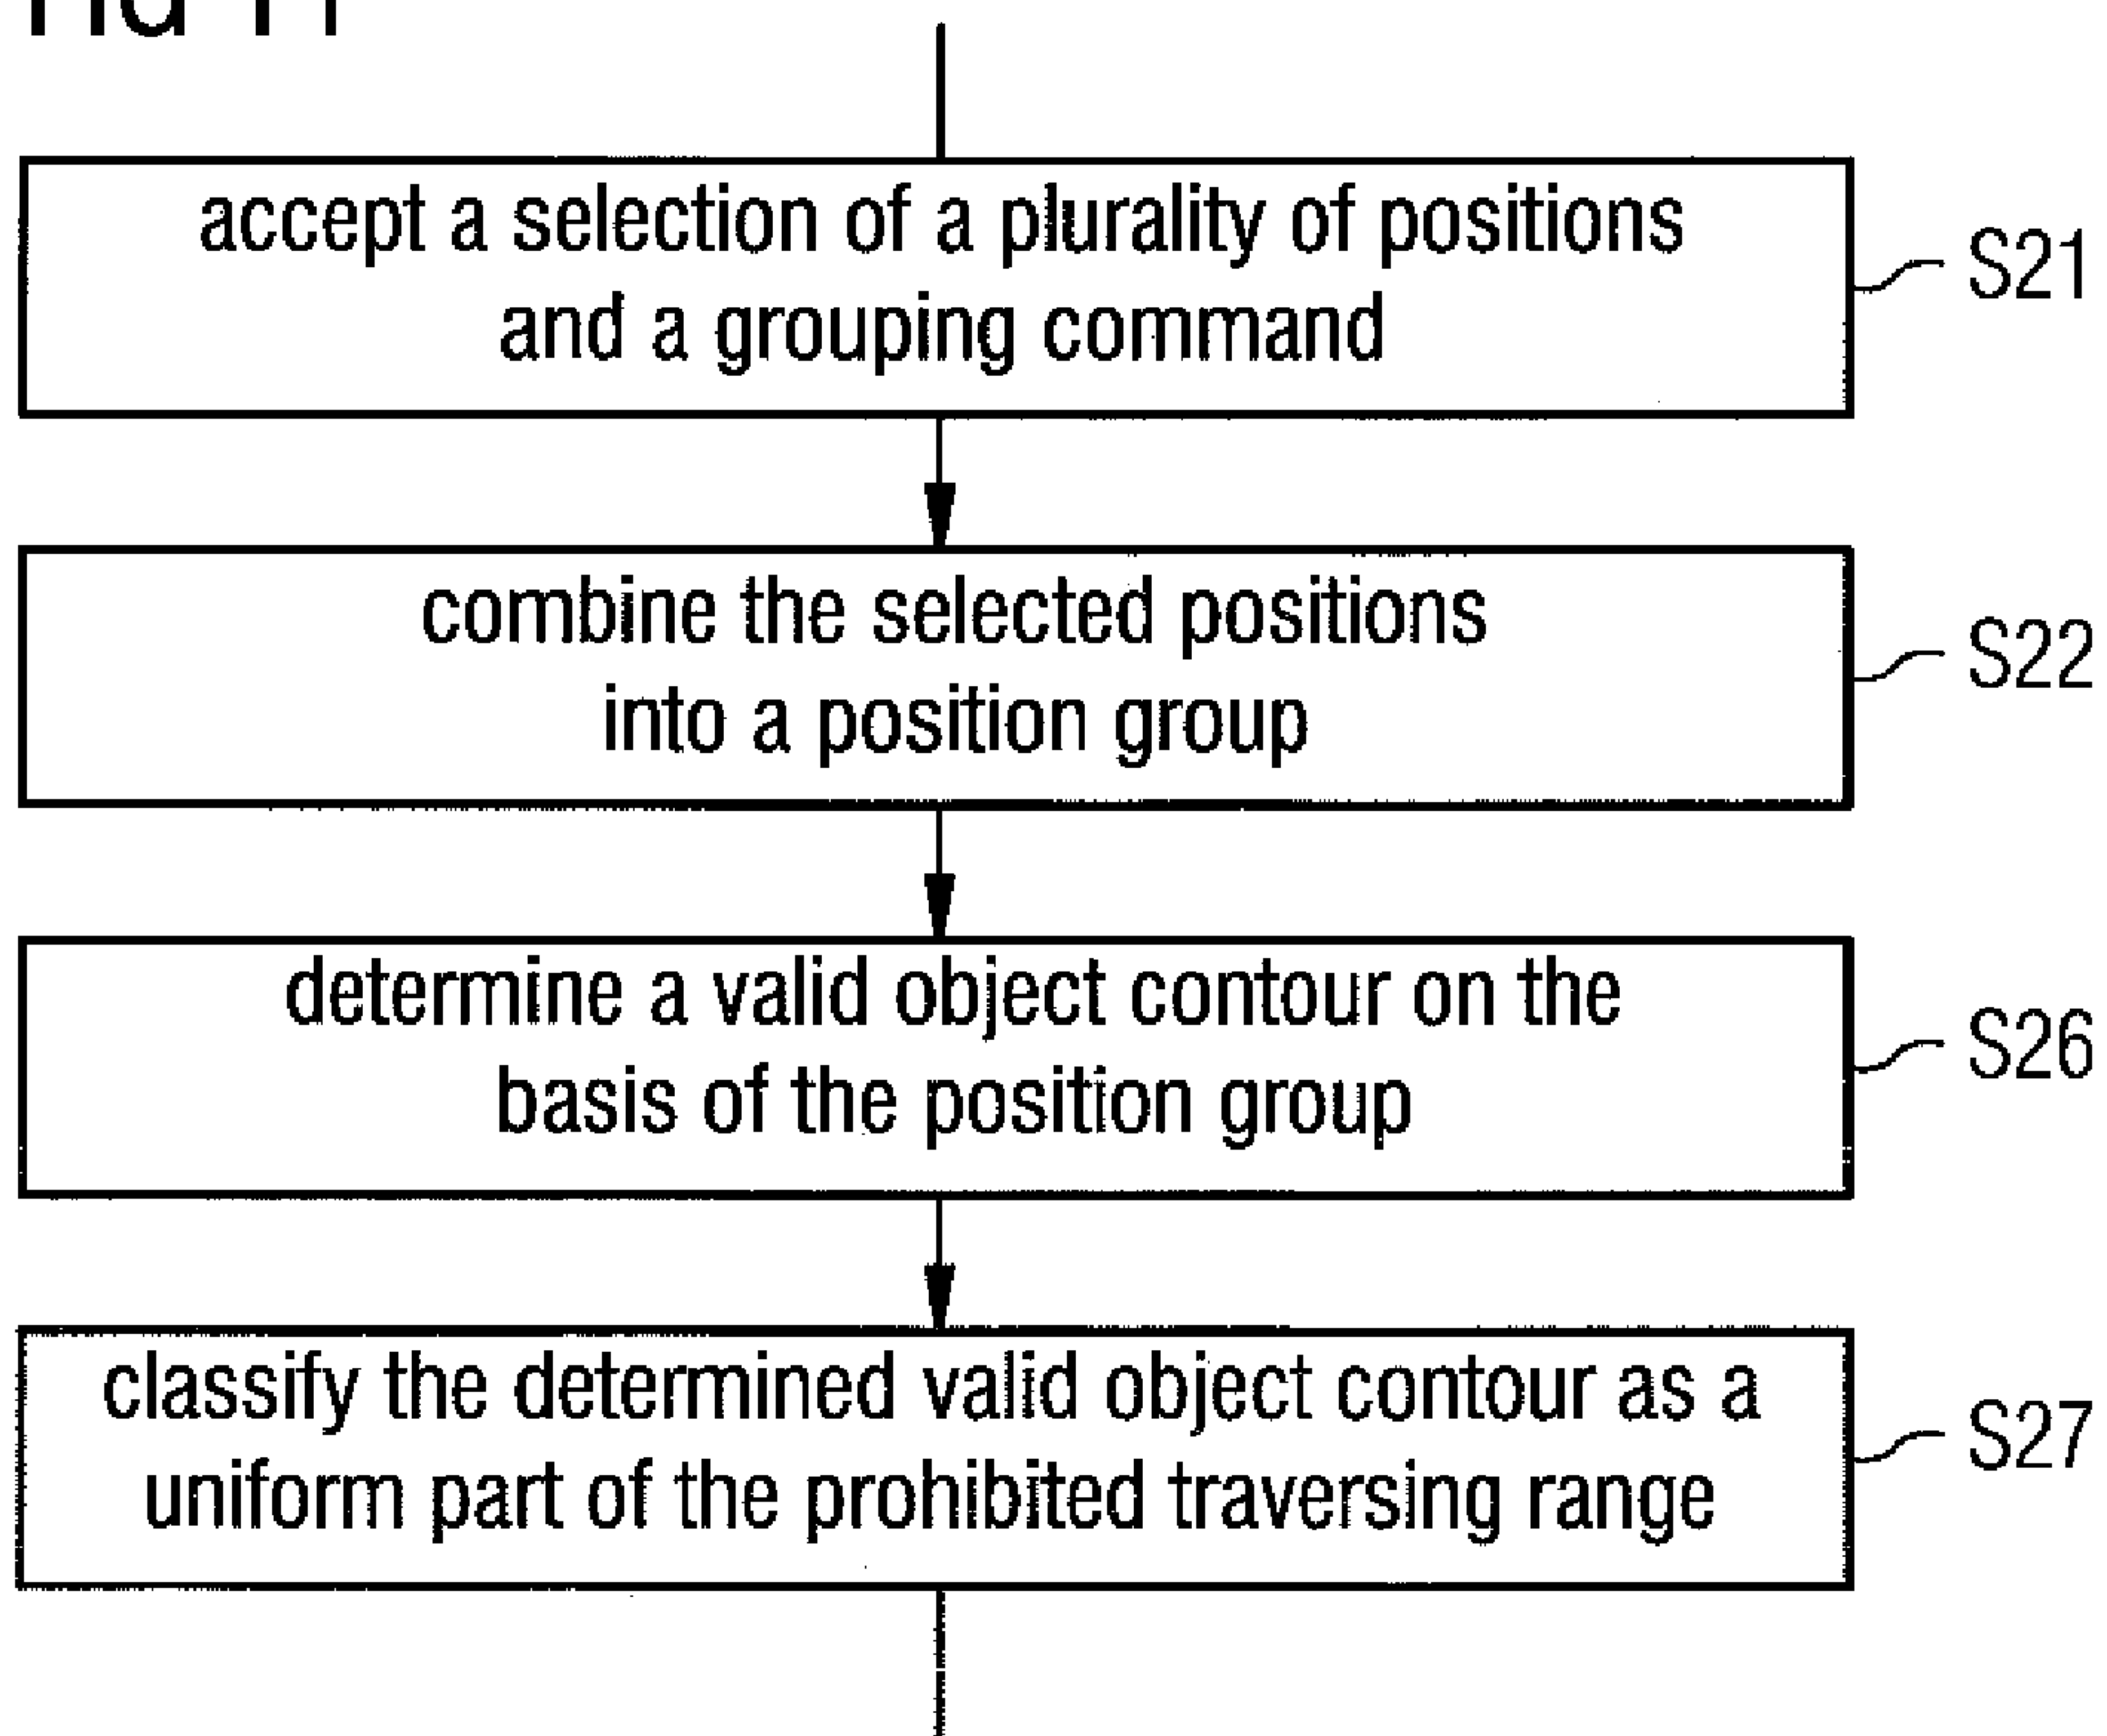 accept a selection of a plurality of positions
and a grouping command
S21
combine the selected positions
into a position group
S22
determine a valid object contour on the
basis of the position group
S26
classify the determined valid object contour as a
uniform part of the prohibited traversing range
S27